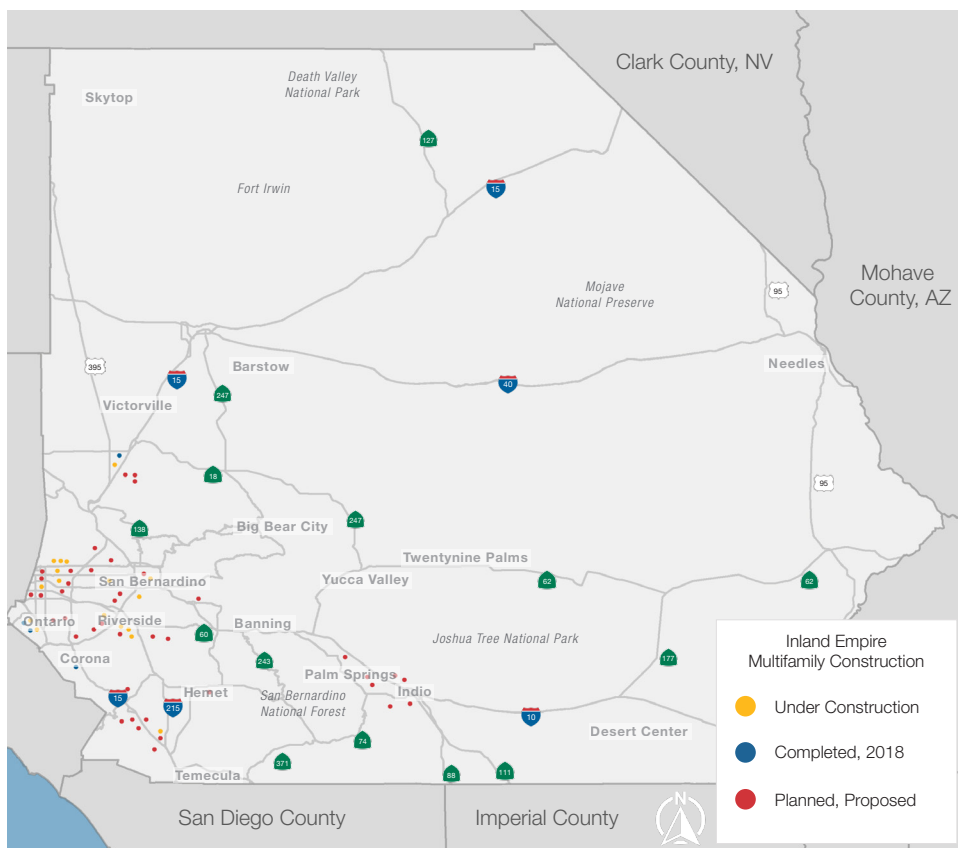 Clark County, NV
Death Valley
National Park
Skytop
127
Fort Irwin
15
Mohave
County, AZ
Mojave
National Preserve
95
395
Barstow
Needles
15
40
247
Victorville
18
95
247
138
Big Bear City
Twentynine Palms
San Bernardino
Yucca Valley
62
62
Ontario
Riverside
Banning
60
Joshua Tree National Park
Inland Empire
Multifamily Construction
Corona
243
177
Palm Springs
Hemet
Indio
San Bernardino
National Forest
15
215
Under Construction
10
Desert Center
74
Completed, 2018
371
Temecula
88
111
Planned, Proposed
N
San Diego County
Imperial County